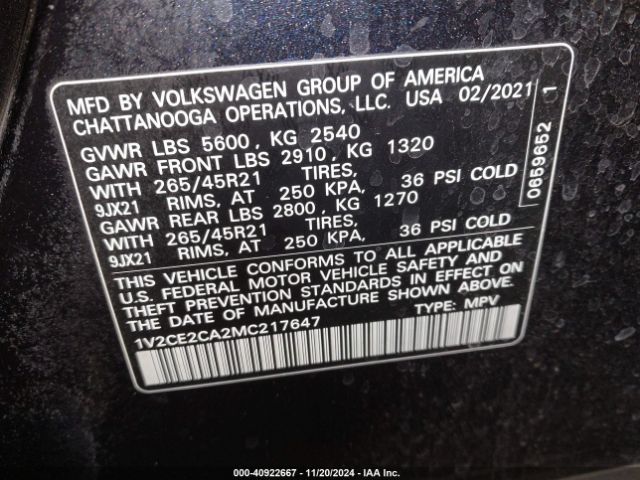 MFD BY VOLKSWAGEN GROUP OF AMERICA
CHATTANOOGA OPERATIONS, LLC. USA 02/2021
GVWR LBS 5600, KG 2540
GAWR FRONT LBS 2910, KG 1320
WITH 265/45R21 TIRES,
9JX21 RIMS, AT 250 KPA, 36 PSI COLD
GAWR REAR LBS 2800, KG 1270
WITH 265/45R21 TIRES,
9JX21 RIMS, AT 250 KPA, 36 PSI COLD
THIS VEHICLE CONFORMS TO ALL APPLICABLE
U.S. FEDERAL MOTOR VEHICLE SAFETY AND
THEFT PREVENTION STANDARDS IN EFFECT ON
THE DATE OF MANUFACTURE SHOWN ABOVE.
1V2CE2CA2MC217647 TYPE: MPV
0659652 1
000-40922667 - 11/20/2024 - IAA Inc.